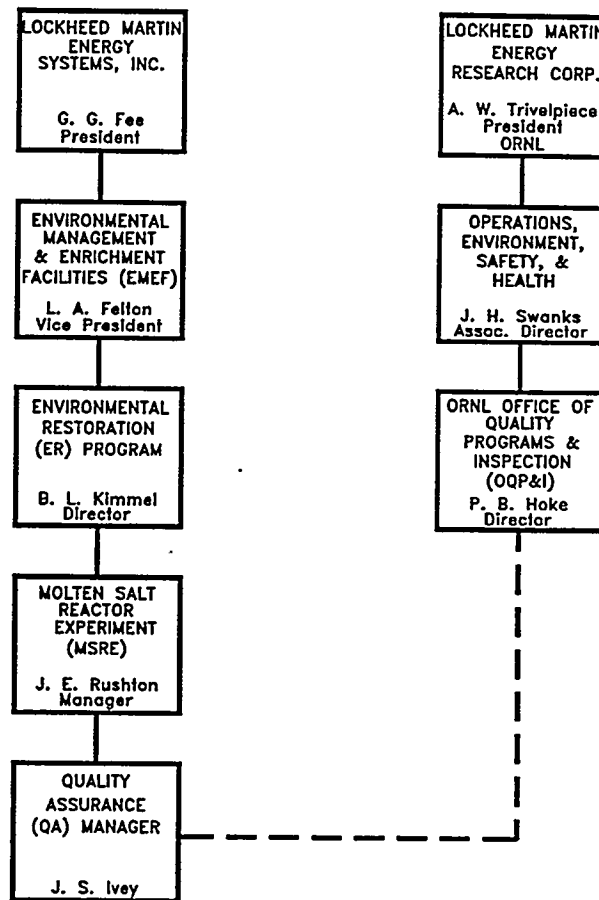 LOCKHEED MARTIN
ENERGY
SYSTEMS, INC.
G. G. Fee
President
ENVIRONMENTAL
MANAGEMENT
& ENRICHMENT
FACILITIES (EMEF)
L. A. Felton
Vice President
ENVIRONMENTAL
RESTORATION
(ER) PROGRAM
B. L. Kimmel
Director
MOLTEN SALT
REACTOR
EXPERIMENT
(MSRE)
J. E. Rushton
Manager
QUALITY
ASSURANCE
(QA) MANAGER
J. S. Ivey
LOCKHEED MARTIN
ENERGY
RESEARCH CORP.
A. W. Trivelpiece
President
ORNL
OPERATIONS,
ENVIRONMENT,
SAFETY, &
HEALTH
J. H. Swanks
Assoc. Director
ORNL OFFICE OF
QUALITY
PROGRAMS &
INSPECTION
(OQP&I)
P. B. Hoke
Director